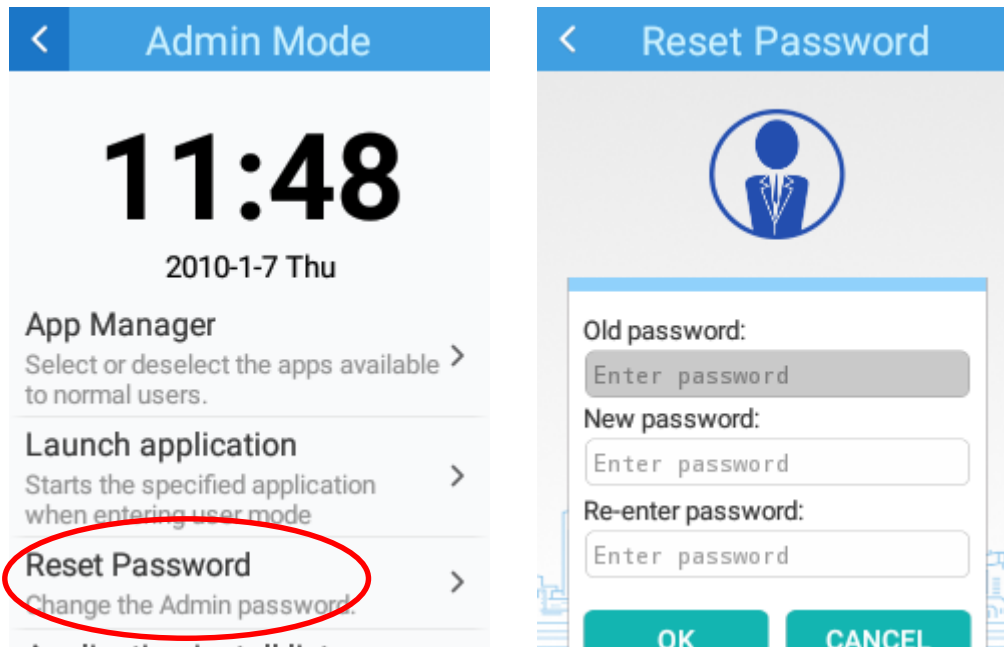 Admin Mode
11:48
2010-1-7 Thu
App Manager
Select or deselect the apps available
to normal users.
Launch application
Starts the specified application
when entering user mode
Reset Password
Change the Admin password.
Reset Password
Old password:
Enter password
New password:
Enter password
Re-enter password:
Enter password
OK
CANCEL